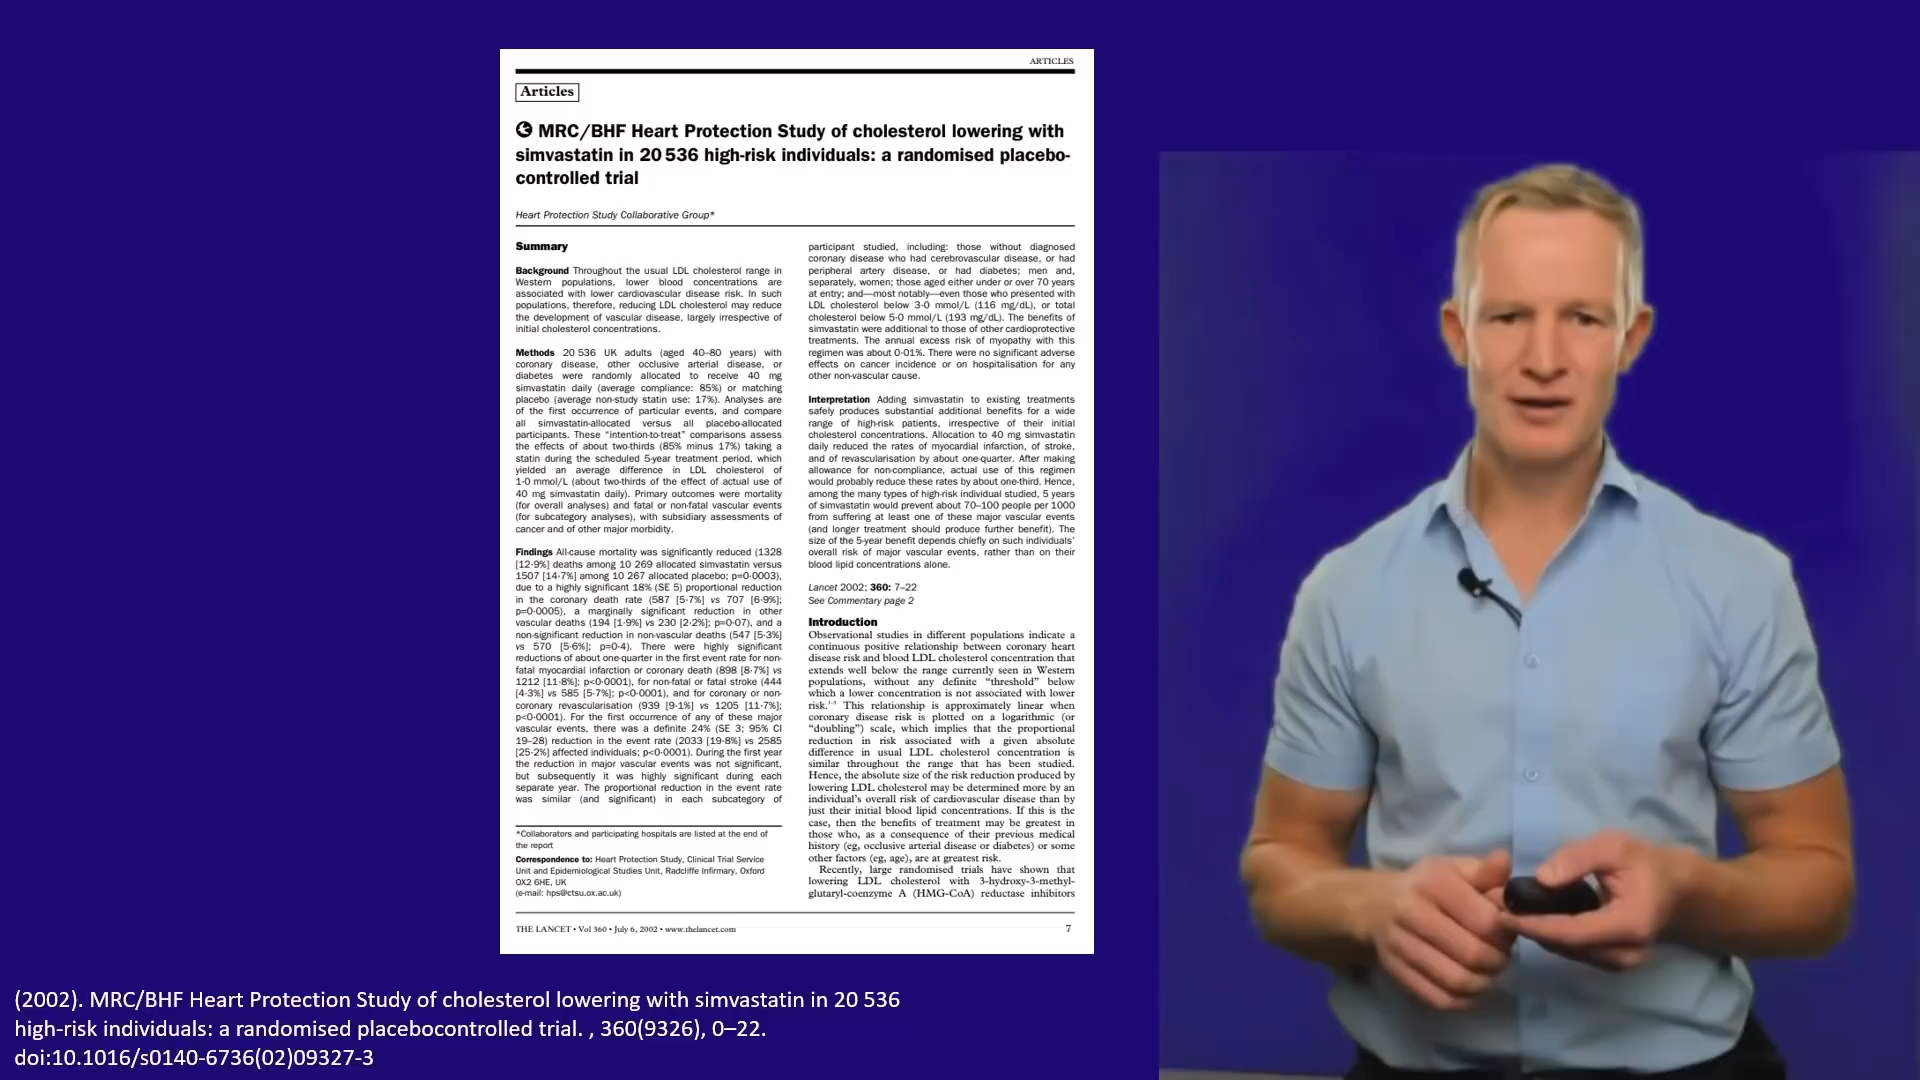 ARTICLES
Articles
MRC/BHF Heart Protection Study of cholesterol lowering with
simvastatin in 20 536 high-risk individuals: a randomised placebo-
controlled trial
Heart Protection Study Collaborative Group*
Summary
Background Throughout the usual LDL cholesterol range in
Western populations, lower blood concentrations are
associated with lower cardiovascular disease risk. In such
populations, therefore, reducing LDL cholesterol may reduce
the development of vascular disease, largely irrespective of
initial cholesterol concentrations.
Methods 20 536 UK adults (aged 40–80 years) with
coronary disease, other occlusive arterial disease, or
diabetes were randomly allocated to receive 40 mg
simvastatin daily (average compliance: 85%) or matching
placebo (average non-study statin use: 17%). Analyses are
of the first occurrence of particular events, and compare
all simvastatin-allocated versus all placebo-allocated
participants. These “intention-to-treat” comparisons assess
the effects of about two-thirds (85% minus 17%) taking a
statin during the scheduled 5-year treatment period, which
yielded an average difference in LDL cholesterol of
1·0 mmol/L (about two-thirds of the effect of actual use of
40 mg simvastatin daily). Primary outcomes were mortality
(for overall analyses) and fatal or non-fatal vascular events
(for subcategory analyses), with subsidiary assessments of
cancer and of other major morbidity.
Findings All-cause mortality was significantly reduced (1328
[12·9%] deaths among 10 269 allocated simvastatin versus
1507 [14·7%] among 10 267 allocated placebo; p=0·0003),
due to a highly significant 18% (SE 5) proportional reduction
in the coronary death rate (587 [5·7%] vs 707 [6·9%];
p=0·0005), a marginally significant reduction in other
vascular deaths (194 [1·9%] vs 230 [2·2%]; p=0·07), and a
non-significant reduction in non-vascular deaths (547 [5·3%]
vs 570 [5·6%]; p=0·4). There were highly significant
reductions of about one-quarter in the first event rate for non-
fatal myocardial infarction or coronary death (898 [8·7%] vs
1212 [11·8%]; p<0·0001), for non-fatal or fatal stroke (444
[4·3%] vs 585 [5·7%]; p<0·0001), and for coronary or non-
coronary revascularisation (939 [9·1%] vs 1205 [11·7%];
p<0·0001). For the first occurrence of any of these major
vascular events, there was a definite 24% (SE 3; 95% CI
19–28) reduction in the event rate (2033 [19·8%] vs 2585
[25·2%] affected individuals; p<0·0001). During the first year
the reduction in major vascular events was not significant,
but subsequently it was highly significant during each
separate year. The proportional reduction in the event rate
was similar (and significant) in each subcategory of
*Collaborators and participating hospitals are listed at the end of
the report
Correspondence to: Heart Protection Study, Clinical Trial Service
Unit and Epidemiological Studies Unit, Radcliffe Infirmary, Oxford
OX2 6HE, UK
(e-mail: hps@ctsu.ox.ac.uk)
participant studied, including: those without diagnosed
coronary disease who had cerebrovascular disease, or had
peripheral artery disease, or had diabetes; men and,
separately, women; those aged either under or over 70 years
at entry; and—most notably—even those who presented with
LDL cholesterol below 3·0 mmol/L (116 mg/dL), or total
cholesterol below 5·0 mmol/L (193 mg/dL). The benefits of
simvastatin were additional to those of other cardioprotective
treatments. The annual excess risk of myopathy with this
regimen was about 0·01%. There were no significant adverse
effects on cancer incidence or on hospitalisation for any
other non-vascular cause.
Interpretation Adding simvastatin to existing treatments
safely produces substantial additional benefits for a wide
range of high-risk patients, irrespective of their initial
cholesterol concentrations. Allocation to 40 mg simvastatin
daily reduced the rates of myocardial infarction, of stroke,
and of revascularisation by about one-quarter. After making
allowance for non-compliance, actual use of this regimen
would probably reduce these rates by about one-third. Hence,
among the many types of high-risk individual studied, 5 years
of simvastatin would prevent about 70–100 people per 1000
from suffering at least one of these major vascular events
(and longer treatment should produce further benefit). The
size of the 5-year benefit depends chiefly on such individuals’
overall risk of major vascular events, rather than on their
blood lipid concentrations alone.
Lancet 2002; 360: 7–22
See Commentary page 2
Introduction
Observational studies in different populations indicate a
continuous positive relationship between coronary heart
disease risk and blood LDL cholesterol concentration that
extends well below the range currently seen in Western
populations, without any definite “threshold” below
which a lower concentration is not associated with lower
risk.¹⁻³ This relationship is approximately linear when
coronary disease risk is plotted on a logarithmic (or
“doubling”) scale, which implies that the proportional
reduction in risk associated with a given absolute
difference in usual LDL cholesterol concentration is
similar throughout the range that has been studied.
Hence, the absolute size of the risk reduction produced by
lowering LDL cholesterol may be determined more by an
individual’s overall risk of cardiovascular disease than by
just their initial blood lipid concentrations. If this is the
case, then the benefits of treatment may be greatest in
those who, as a consequence of their previous medical
history (eg, occlusive arterial disease or diabetes) or some
other factors (eg, age), are at greatest risk.
Recently, large randomised trials have shown that
lowering LDL cholesterol with 3-hydroxy-3-methyl-
glutaryl-coenzyme A (HMG-CoA) reductase inhibitors
THE LANCET • Vol 360 • July 6, 2002 • www.thelancet.com
7
(2002). MRC/BHF Heart Protection Study of cholesterol lowering with simvastatin in 20 536
high-risk individuals: a randomised placebocontrolled trial. , 360(9326), 0–22.
doi:10.1016/s0140-6736(02)09327-3